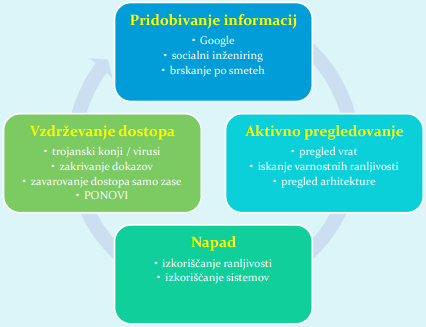 Pridobivanje informacij
• Google
• socialni inženiring
• brskanje po smeteh
Aktivno pregledovanje
• pregled vrat
• iskanje varnostnih ranljivosti
• pregled arhitekture
Napad
• izkoriščanje ranljivosti
• izkoriščanje sistemov
Vzdrževanje dostopa
• trojanski konji / virusi
• zakrivanje dokazov
• zavarovanje dostopa samo zase
• PONOVI